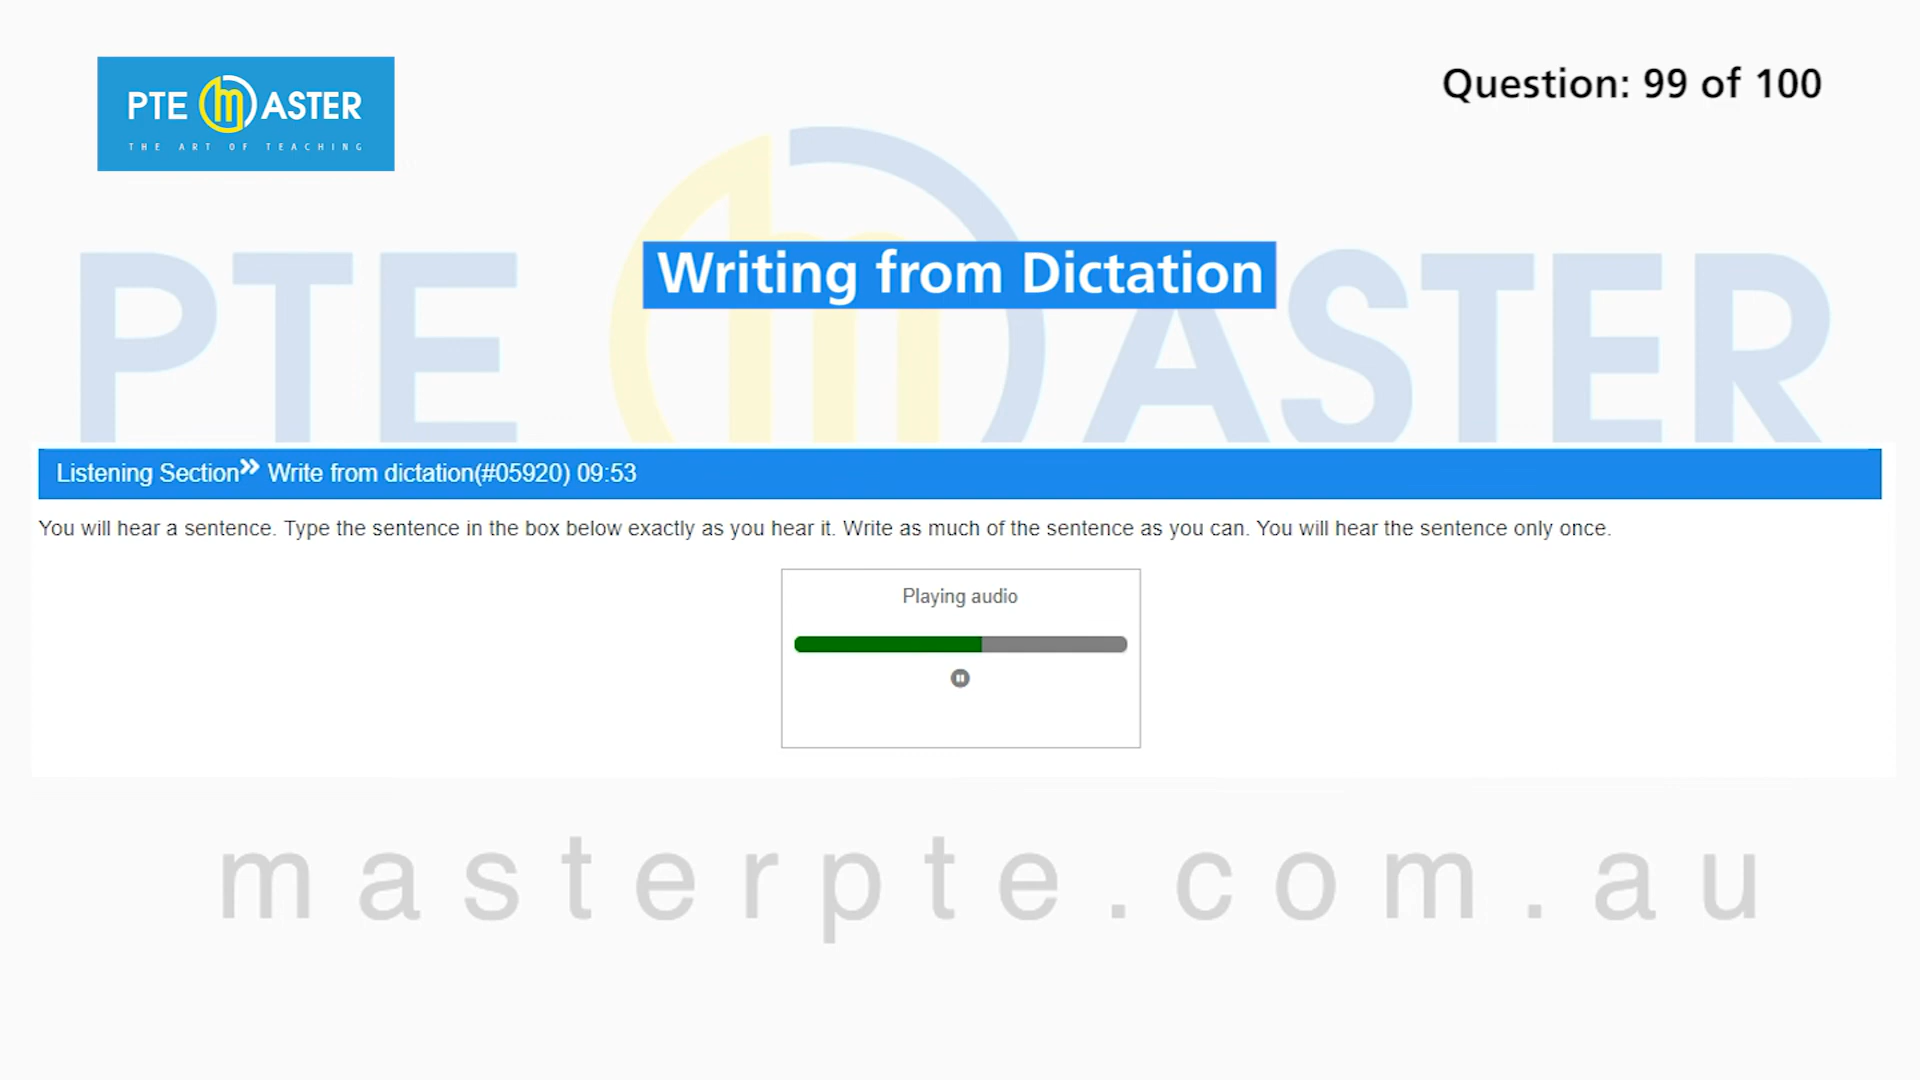 PTE MASTER
THE ART OF TEACHING
Question: 99 of 100
PTE MASTER
Writing from Dictation
Listening Section» Write from dictation(#05920) 09:53
You will hear a sentence. Type the sentence in the box below exactly as you hear it. Write as much of the sentence as you can. You will hear the sentence only once.
Playing audio
masterpte.com.au